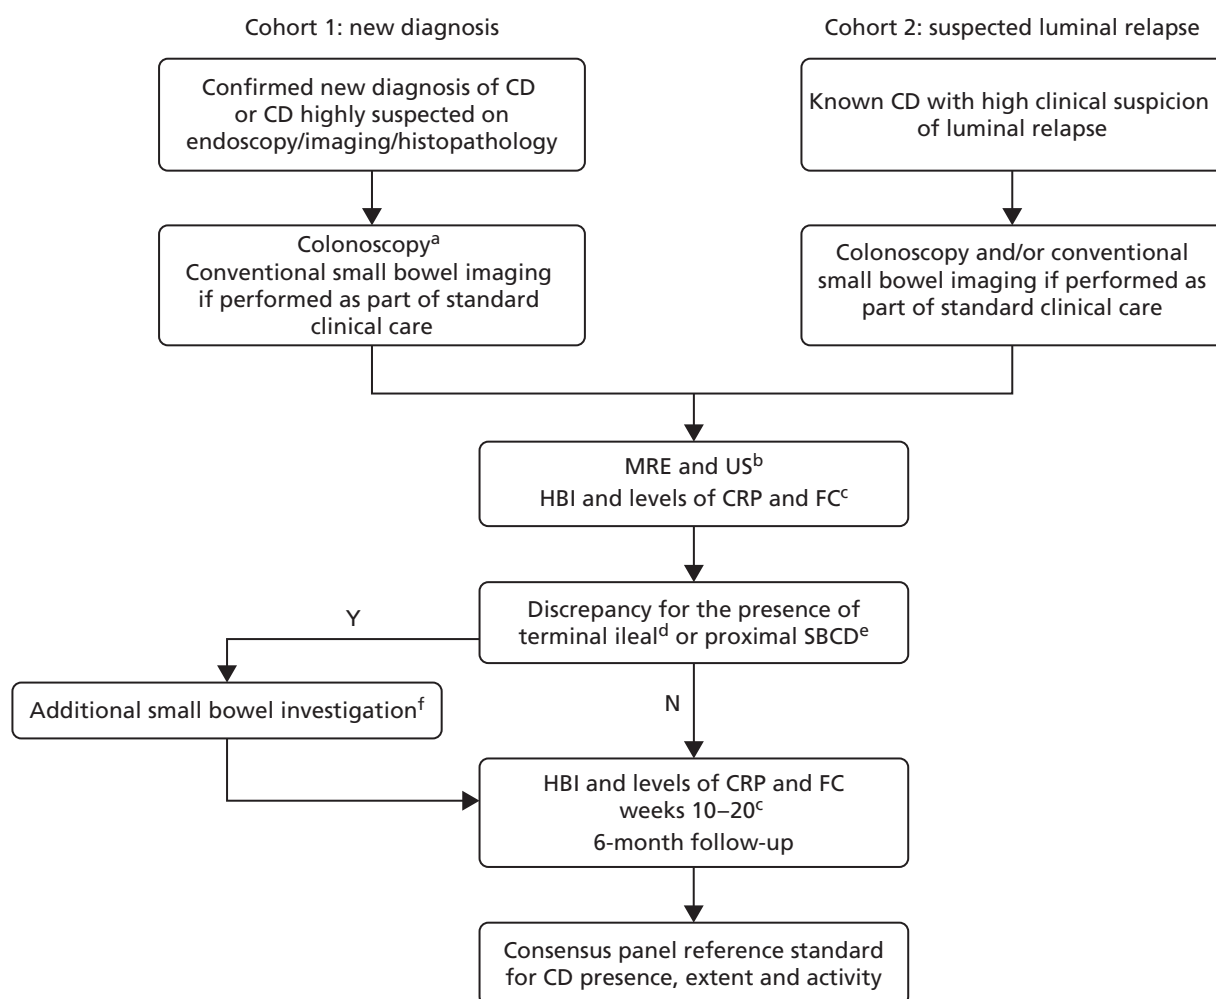 Cohort 1: new diagnosis
Cohort 2: suspected luminal relapse
Confirmed new diagnosis of CD
or CD highly suspected on
endoscopy/imaging/histopathology
Known CD with high clinical suspicion
of luminal relapse
Colonoscopyᵃ
Conventional small bowel imaging
if performed as part of standard
clinical care
Colonoscopy and/or conventional
small bowel imaging if performed as
part of standard clinical care
MRE and USᵇ
HBI and levels of CRP and FCᶜ
Discrepancy for the presence of
terminal ilealᵈ or proximal SBCDᵉ
Y
N
Additional small bowel investigationᶠ
HBI and levels of CRP and FC
weeks 10–20ᶜ
6-month follow-up
Consensus panel reference standard
for CD presence, extent and activity